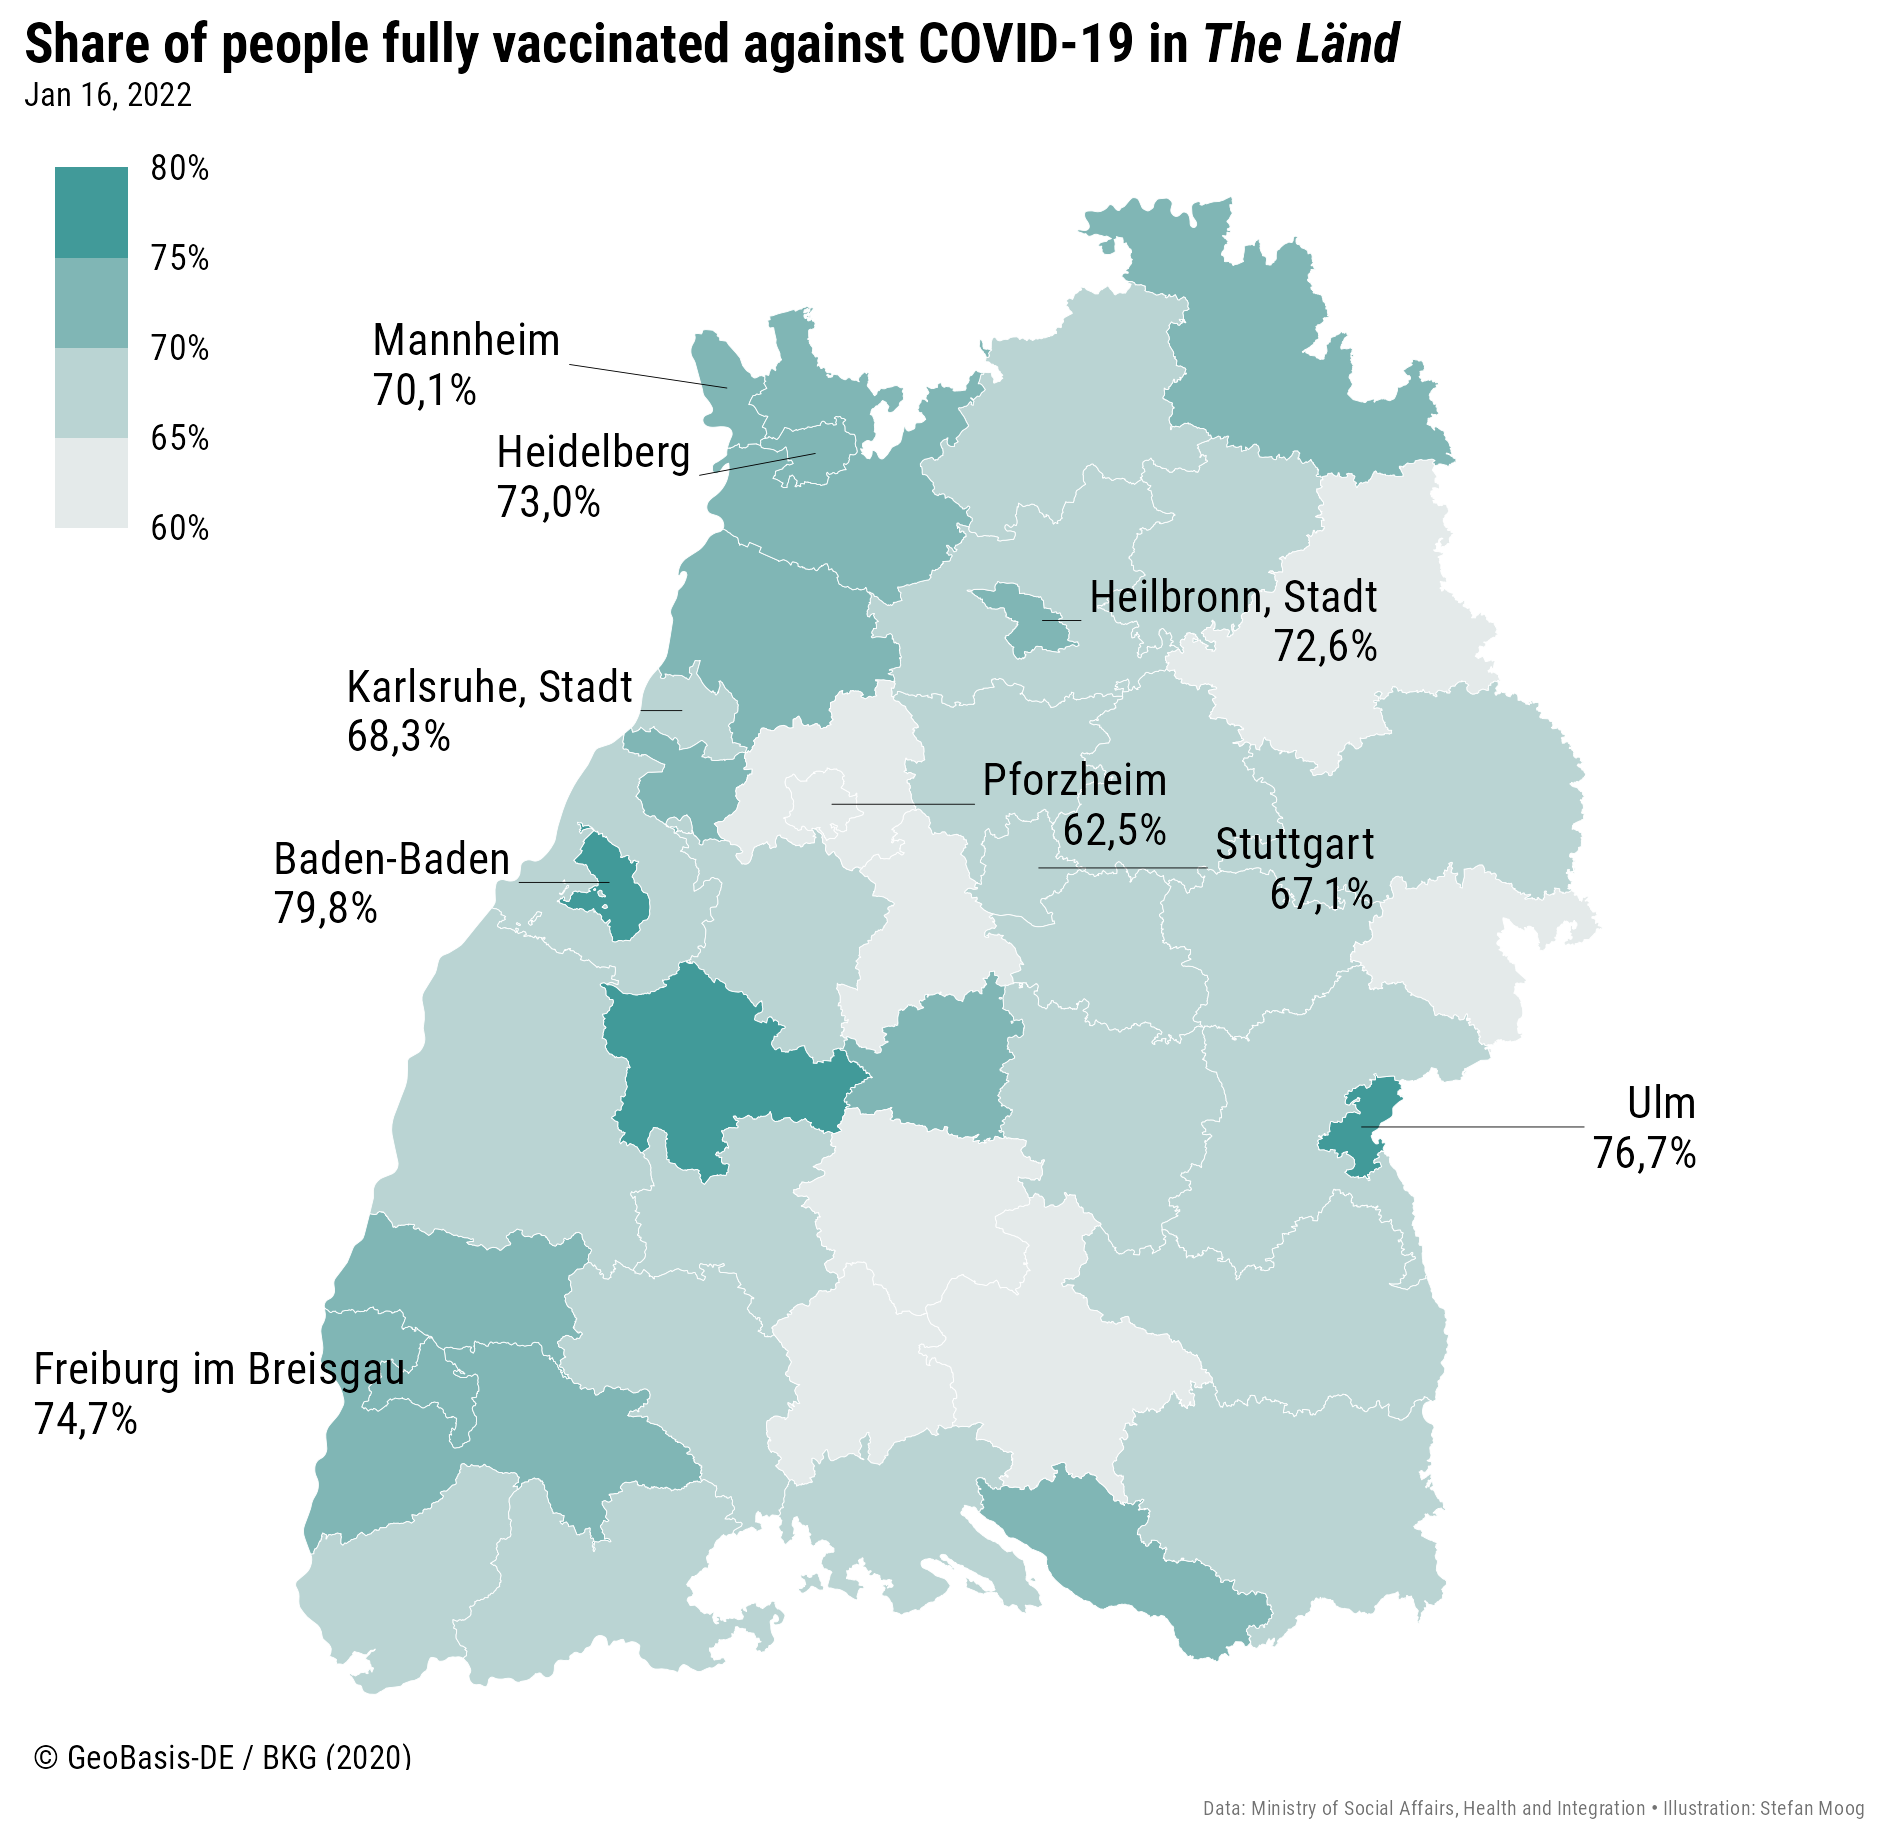 Share of people fully vaccinated against COVID-19 in The Länd
Jan 16, 2022
80%
75%
70%
65%
60%
Mannheim
70,1%
Heidelberg
73,0%
Heilbronn, Stadt
72,6%
Karlsruhe, Stadt
68,3%
Pforzheim
62,5%
Stuttgart
67,1%
Baden-Baden
79,8%
Ulm
76,7%
Freiburg im Breisgau
74,7%
© GeoBasis-DE / BKG (2020)
Data: Ministry of Social Affairs, Health and Integration • Illustration: Stefan Moog